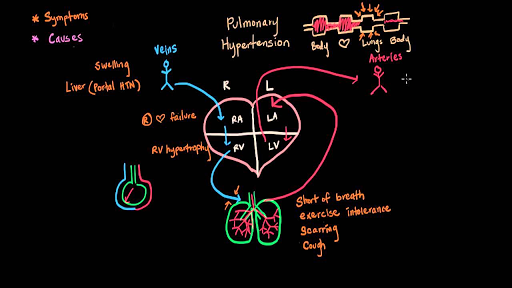 * Symptoms
* Causes
Pulmonary
Hypertension
Body
Lungs
Body
Veins
Arteries
Swelling
Liver (Portal HTN)
R
L
R failure
RA
LA
RV hypertrophy
RV
LV
Short of breath
exercise intolerance
Scarring
Cough